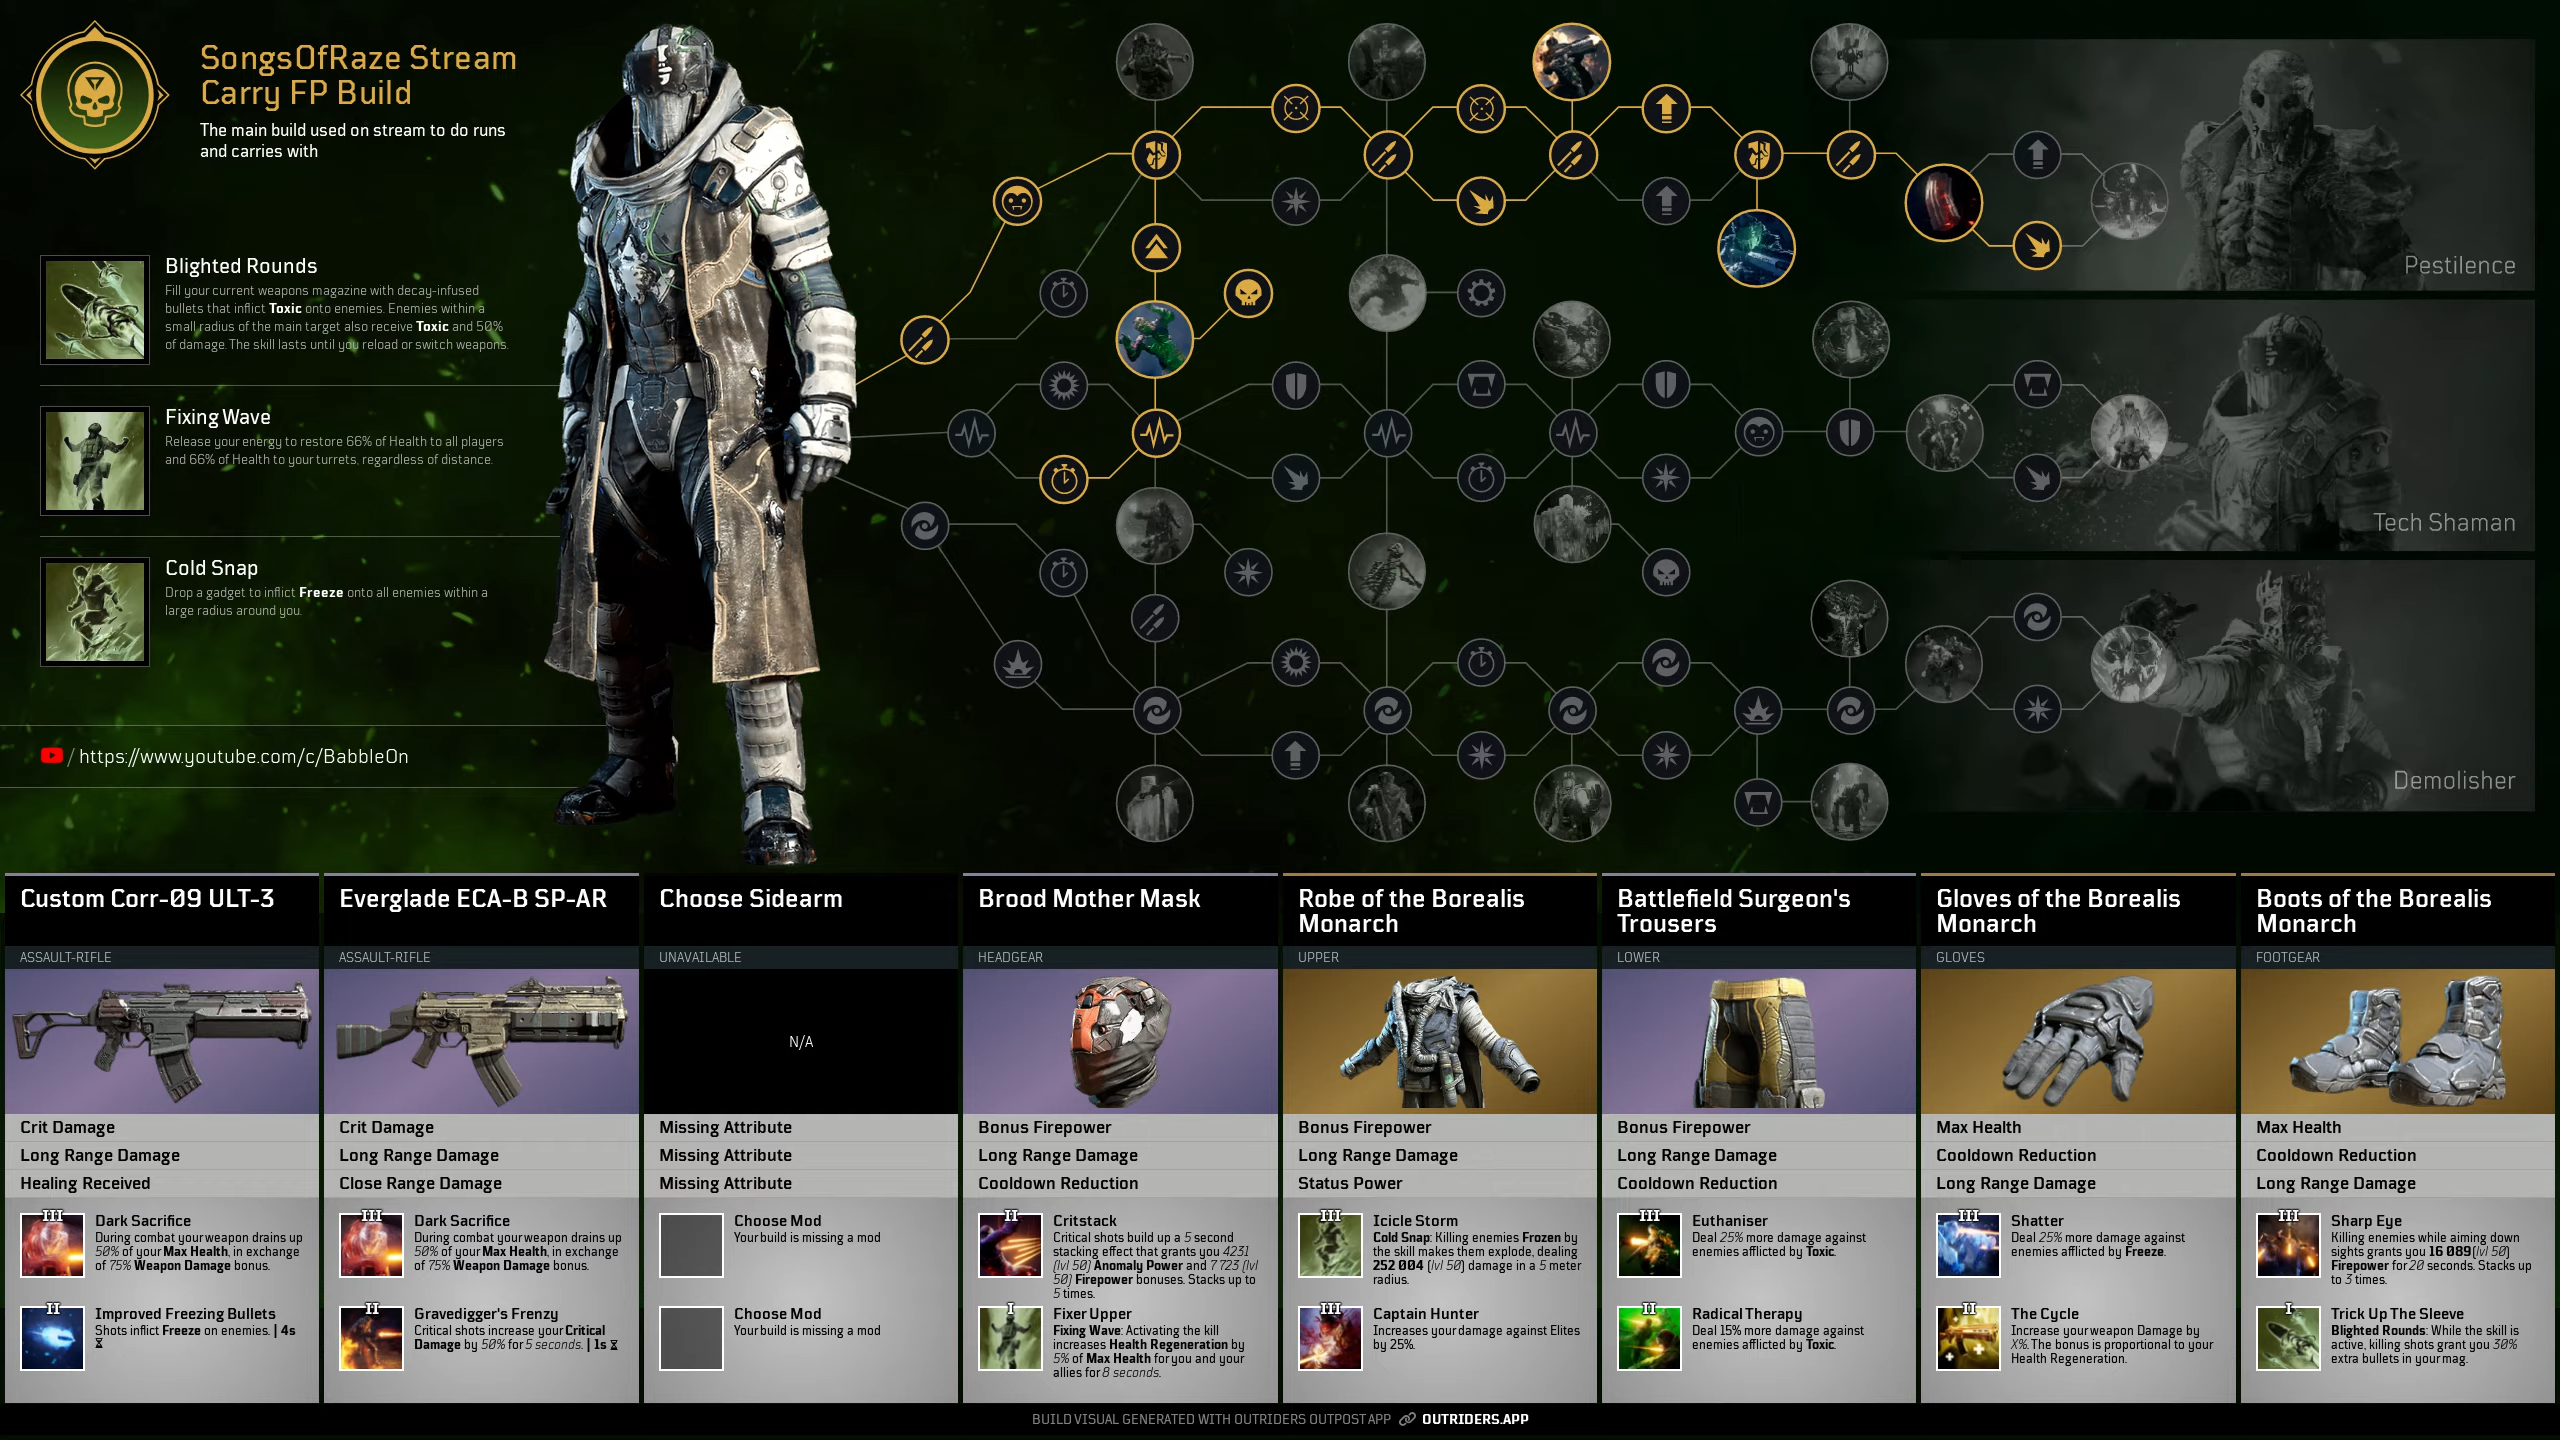 SongsOfRaze Stream
Carry FP Build
The main build used on stream to do runs
and carries with
Blighted Rounds
Fill your current weapons magazine with decay-infused
bullets that inflict Toxic onto enemies. Enemies within a
small radius of the main target also receive Toxic and 50%
of damage. The skill lasts until you reload or switch weapons.
Fixing Wave
Release your energy to restore 66% of Health to all players
and 66% of Health to your turrets, regardless of distance.
Cold Snap
Drop a gadget to inflict Freeze onto all enemies within a
large radius around you.
/ https://www.youtube.com/c/BabbleOn
Pestilence
Tech Shaman
Demolisher
Custom Corr-09 ULT-3
ASSAULT-RIFLE
Crit Damage
Long Range Damage
Healing Received
III
Dark Sacrifice
During combat your weapon drains up
50% of your Max Health, in exchange
of 75% Weapon Damage bonus.
II
Improved Freezing Bullets
Shots inflict Freeze on enemies. | 4s
Everglade ECA-B SP-AR
ASSAULT-RIFLE
Crit Damage
Long Range Damage
Close Range Damage
III
Dark Sacrifice
During combat your weapon drains up
50% of your Max Health, in exchange
of 75% Weapon Damage bonus.
II
Gravedigger's Frenzy
Critical shots increase your Critical
Damage by 50% for 5 seconds. | 1s
Choose Sidearm
UNAVAILABLE
N/A
Missing Attribute
Missing Attribute
Missing Attribute
Choose Mod
Your build is missing a mod
Choose Mod
Your build is missing a mod
Brood Mother Mask
HEADGEAR
Bonus Firepower
Long Range Damage
Cooldown Reduction
II
Critstack
Critical shots build up a 5 second
stacking effect that grants you 4231
(lvl 50) Anomaly Power and 7 723 (lvl
50) Firepower bonuses. Stacks up to
5 times.
I
Fixer Upper
Fixing Wave: Activating the kill
increases Health Regeneration by
5% of Max Health for you and your
allies for 8 seconds.
Robe of the Borealis
Monarch
UPPER
Bonus Firepower
Long Range Damage
Status Power
III
Icicle Storm
Cold Snap: Killing enemies Frozen by
the skill makes them explode, dealing
252 004 (lvl 50) damage in a 5 meter
radius.
III
Captain Hunter
Increases your damage against Elites
by 25%.
Battlefield Surgeon's
Trousers
LOWER
Bonus Firepower
Long Range Damage
Cooldown Reduction
III
Euthaniser
Deal 25% more damage against
enemies afflicted by Toxic.
II
Radical Therapy
Deal 15% more damage against
enemies afflicted by Toxic.
Gloves of the Borealis
Monarch
GLOVES
Max Health
Cooldown Reduction
Long Range Damage
III
Shatter
Deal 25% more damage against
enemies afflicted by Freeze.
II
The Cycle
Increase your weapon Damage by
X%. The bonus is proportional to your
Health Regeneration.
Boots of the Borealis
Monarch
FOOTGEAR
Max Health
Cooldown Reduction
Long Range Damage
III
Sharp Eye
Killing enemies while aiming down
sights grants you 16 089(lvl 50)
Firepower for 20 seconds. Stacks up
to 3 times.
I
Trick Up The Sleeve
Blighted Rounds: While the skill is
active, killing shots grant you 30%
extra bullets in your mag.
BUILD VISUAL GENERATED WITH OUTRIDERS OUTPOST APP OUTRIDERS.APP